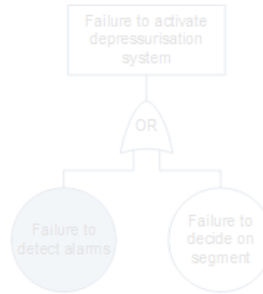 Failure to activate
depressurisation
system
OR
Failure to
detect alarms
Failure to
decide on
segment